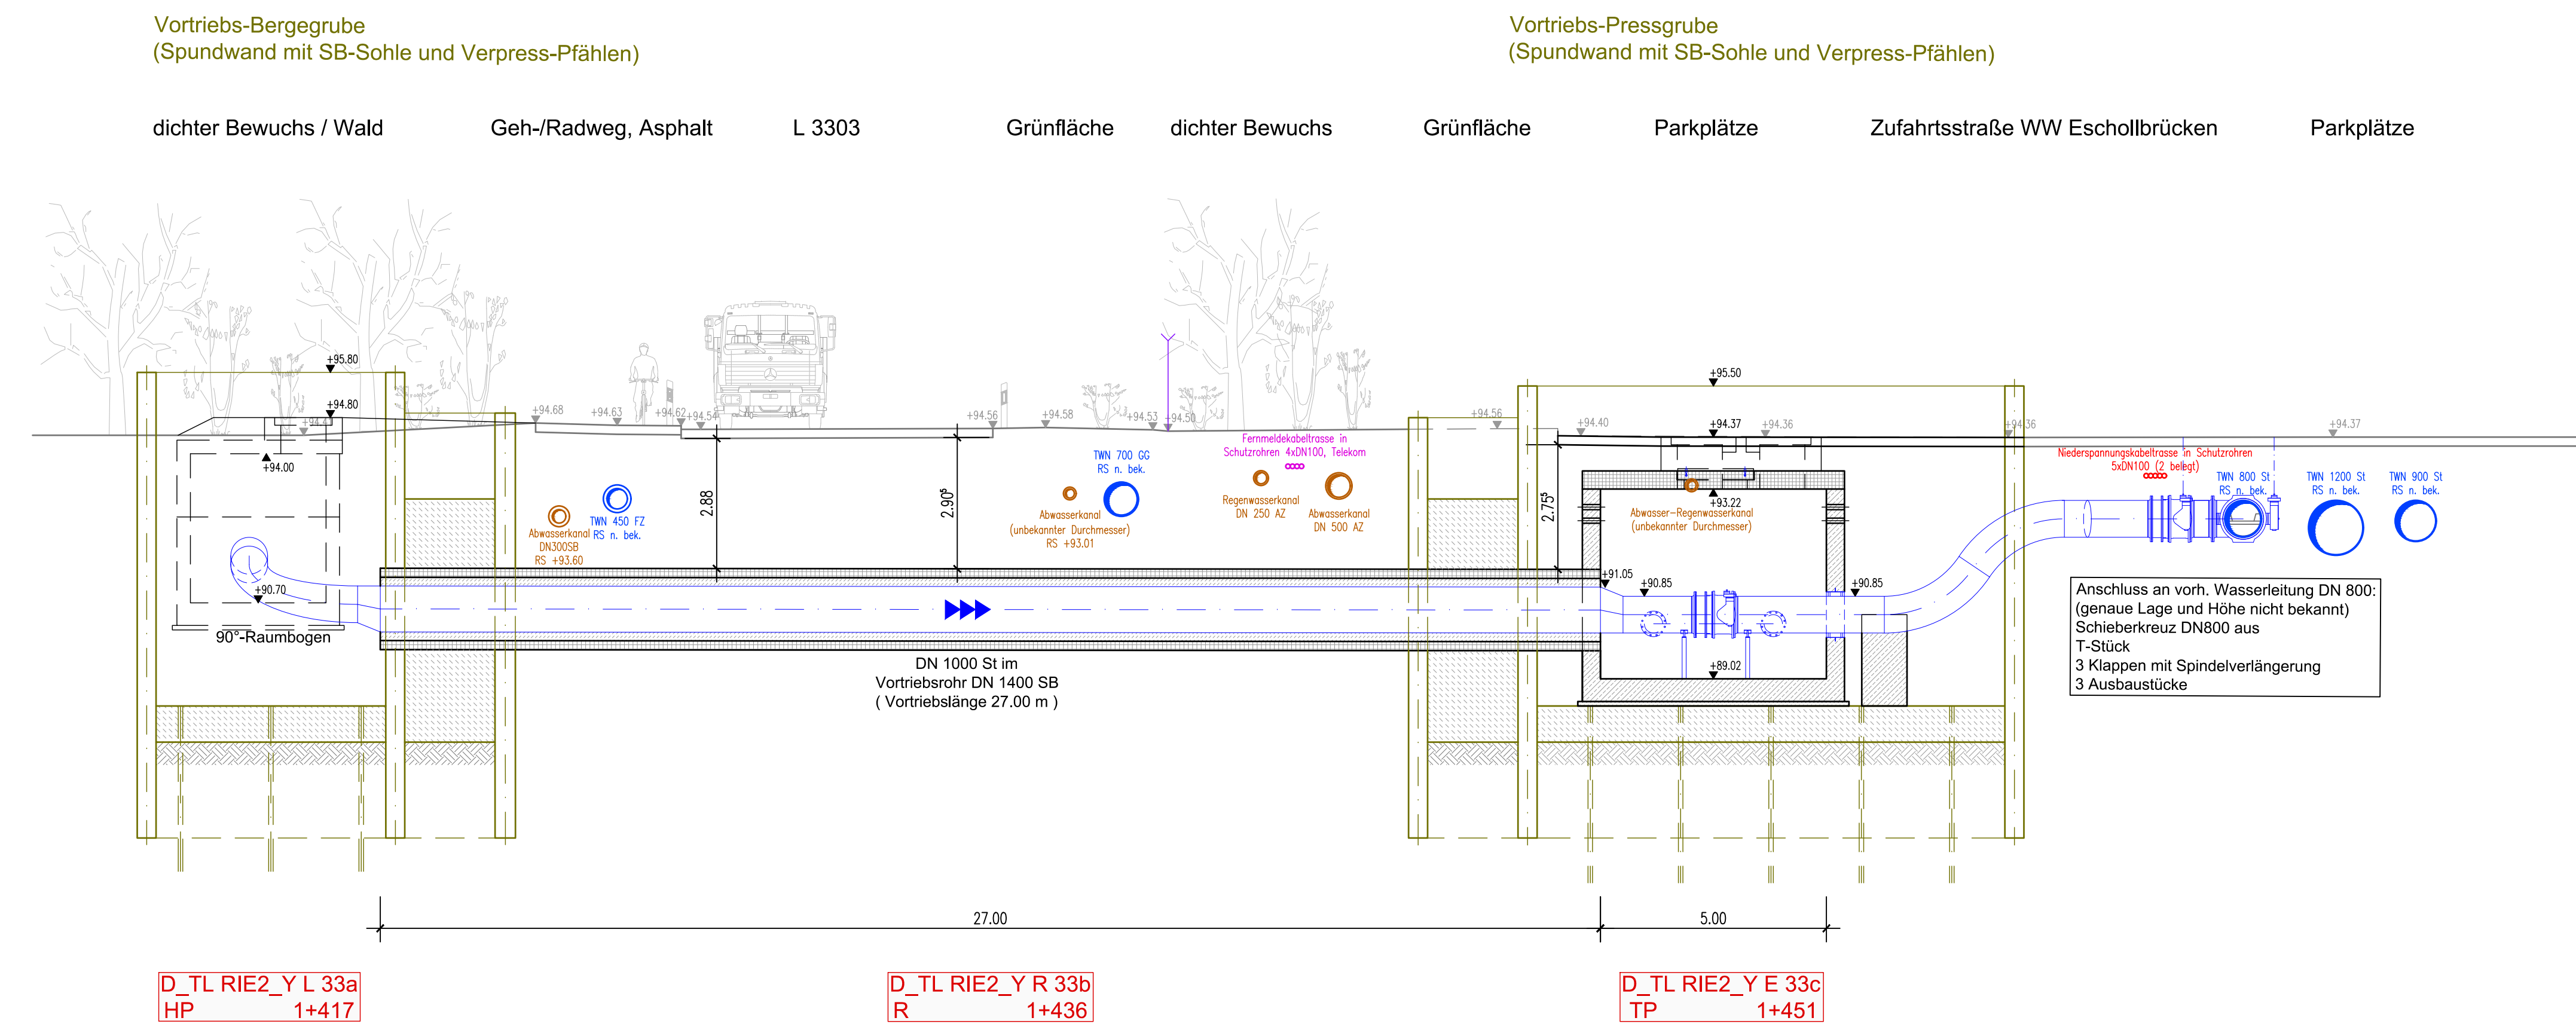 Vortriebs-Bergegrube
(Spundwand mit SB-Sohle und Verpress-Pfählen)
Vortriebs-Pressgrube
(Spundwand mit SB-Sohle und Verpress-Pfählen)
dichter Bewuchs / Wald
Geh-/Radweg, Asphalt
L 3303
Grünfläche
dichter Bewuchs
Grünfläche
Parkplätze
Zufahrtsstraße WW Eschollbrücken
Parkplätze
+95.80
+94.80
+94.00
+90.70
90°-Raumbogen
+94.68
+94.63
+94.62
+94.54
+94.56
+94.58
+94.53
+94.50
+94.56
+94.40
+95.50
+94.37
+94.36
+94.36
+94.37
Abwasserkanal
DN300SB
RS +93.60
TWN 450 FZ
RS n. bek.
2.88
2.90⁵
Abwasserkanal
(unbekannter Durchmesser)
RS +93.01
TWN 700 GG
RS n. bek.
Fernmeldekabeltrasse in
Schutzrohren 4xDN100, Telekom
Regenwasserkanal
DN 250 AZ
Abwasserkanal
DN 500 AZ
2.75⁵
+93.22
Abwasser-Regenwasserkanal
(unbekannter Durchmesser)
+91.05
+90.85
+90.85
+89.02
Niederspannungskabeltrasse in Schutzrohren
5xDN100 (2 belegt)
TWN 800 St
RS n. bek.
TWN 1200 St
RS n. bek.
TWN 900 St
RS n. bek.
Anschluss an vorh. Wasserleitung DN 800:
(genaue Lage und Höhe nicht bekannt)
Schieberkreuz DN800 aus
T-Stück
3 Klappen mit Spindelverlängerung
3 Ausbaustücke
DN 1000 St im
Vortriebsrohr DN 1400 SB
( Vortriebslänge 27.00 m )
27.00
5.00
D_TL RIE2_Y L 33a
HP 1+417
D_TL RIE2_Y R 33b
R 1+436
D_TL RIE2_Y E 33c
TP 1+451